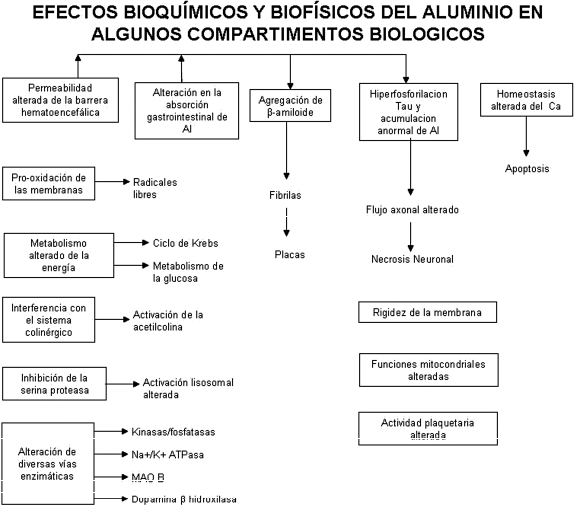 EFECTOS BIOQUÍMICOS Y BIOFÍSICOS DEL ALUMINIO EN
ALGUNOS COMPARTIMENTOS BIOLOGICOS
Permeabilidad
alterada de la barrera
hematoencefálica
Alteración en la
absorción
gastrointestinal de
Al
Agregación de
β-amiloide
Hiperfosforilacion
Tau y
acumulacion
anormal de Al
Homeostasis
alterada del Ca
Apoptosis
Pro-oxidación de
las membranas
Radicales
libres
Fibrilas
Flujo axonal alterado
Metabolismo
alterado de la
energía
Ciclo de Krebs
Metabolismo de
la glucosa
Placas
Necrosis Neuronal
Interferencia con
el sistema
colinérgico
Activación de la
acetilcolina
Rigidez de la membrana
Inhibición de la
serina proteasa
Activación lisosomal
alterada
Funciones mitocondriales
alteradas
Actividad plaquetaria
alterada
Alteración de
diversas vías
enzimáticas
Kinasas/fosfatasas
Na+/K+ ATPasa
MAO B
Dopamina β hidroxilasa